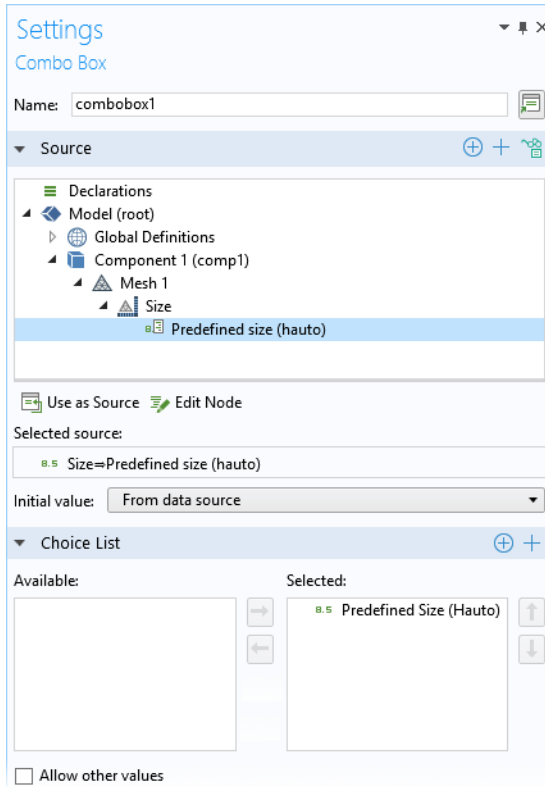 Settings
Combo Box
Name: combobox1
Source
Declarations
Model (root)
Global Definitions
Component 1 (comp1)
Mesh 1
Size
Predefined size (hauto)
Use as Source Edit Node
Selected source:
8.5 Size⇒Predefined size (hauto)
Initial value: From data source
Choice List
Available: Selected:
8.5 Predefined Size (Hauto)
Allow other values